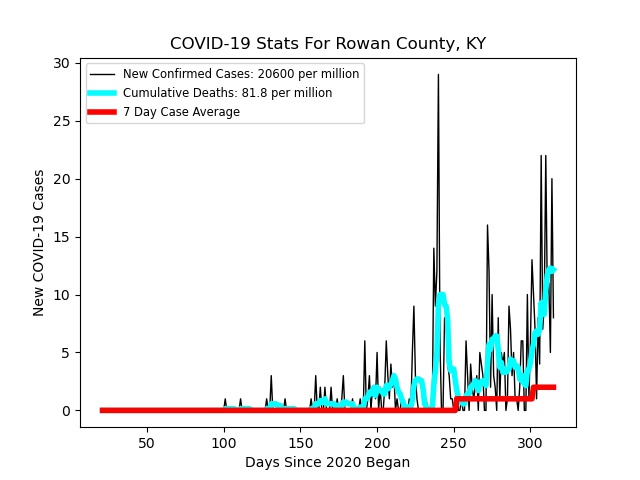 COVID-19 Stats For Rowan County, KY
New Confirmed Cases: 20600 per million
Cumulative Deaths: 81.8 per million
7 Day Case Average
New COVID-19 Cases
30
25
20
15
10
5
0
50 100 150 200 250 300
Days Since 2020 Began